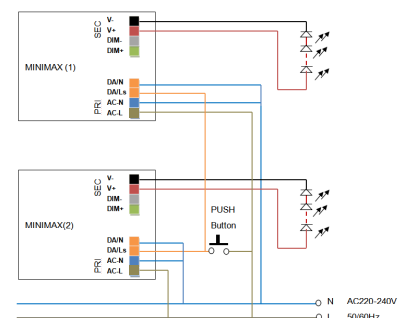 SEC
V-
V+
DIM-
DIM+
MINIMAX (1)
PRI
DA/N
DA/Ls
AC-N
AC-L
SEC
V-
V+
DIM-
DIM+
PUSH
Button
MINIMAX(2)
PRI
DA/N
DA/Ls
AC-N
AC-L
N AC220-240V
L 50/60Hz